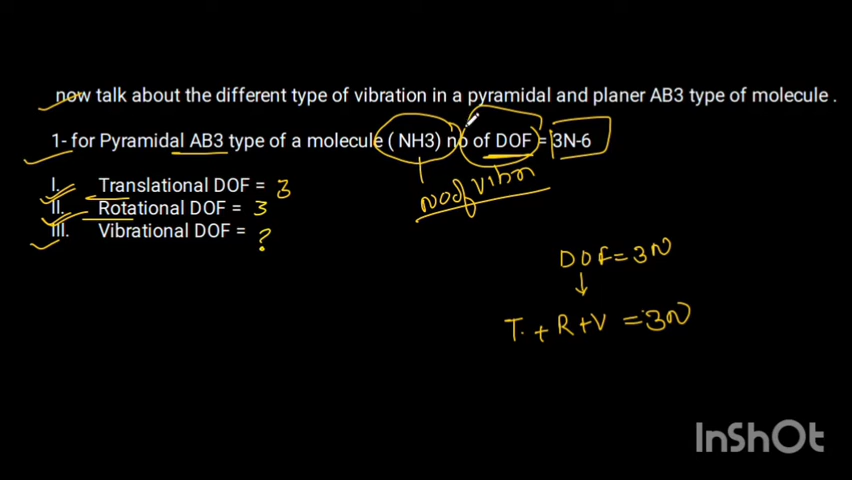 now talk about the different type of vibration in a pyramidal and planer AB3 type of molecule .
1- for Pyramidal AB3 type of a molecule ( NH3) no of DOF = 3N-6
I. Translational DOF = 3
II. Rotational DOF = 3
III. Vibrational DOF = ?
no of vibn
DOF = 3N
↓
T + R + V = 3N
InShOt